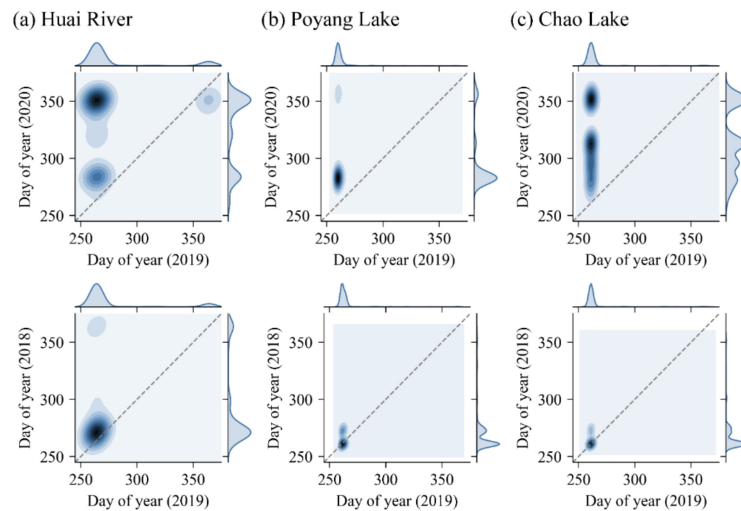 (a) Huai River
(b) Poyang Lake
(c) Chao Lake
Day of year (2020)
350
300
250
250 300 350
Day of year (2019)
Day of year (2020)
350
300
250
250 300 350
Day of year (2019)
Day of year (2020)
350
300
250
250 300 350
Day of year (2019)
Day of year (2018)
350
300
250
250 300 350
Day of year (2019)
Day of year (2018)
350
300
250
250 300 350
Day of year (2019)
Day of year (2018)
350
300
250
250 300 350
Day of year (2019)